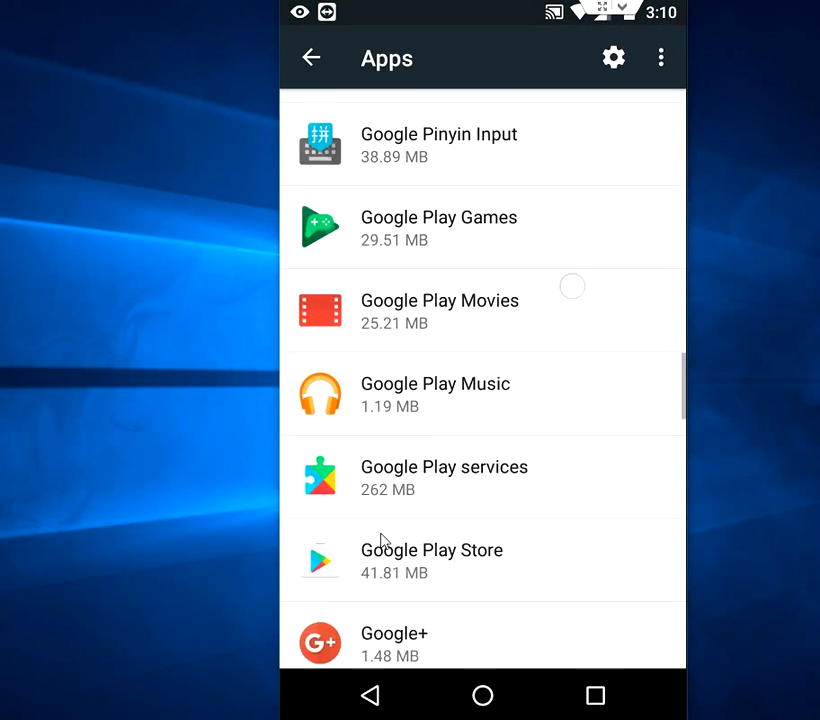 3:10
Apps
拼
Google Pinyin Input
38.89 MB
Google Play Games
29.51 MB
Google Play Movies
25.21 MB
Google Play Music
1.19 MB
Google Play services
262 MB
Google Play Store
41.81 MB
G+
Google+
1.48 MB